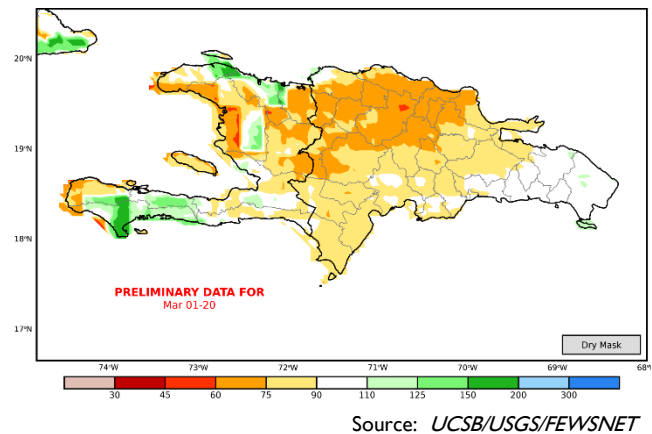 20°N
19°N
18°N
17°N
PRELIMINARY DATA FOR
Mar 01-20
Dry Mask
74°W 73°W 72°W 71°W 70°W 69°W 68°W
30 45 60 75 90 110 125 150 200 300
Source: UCSB/USGS/FEWSNET